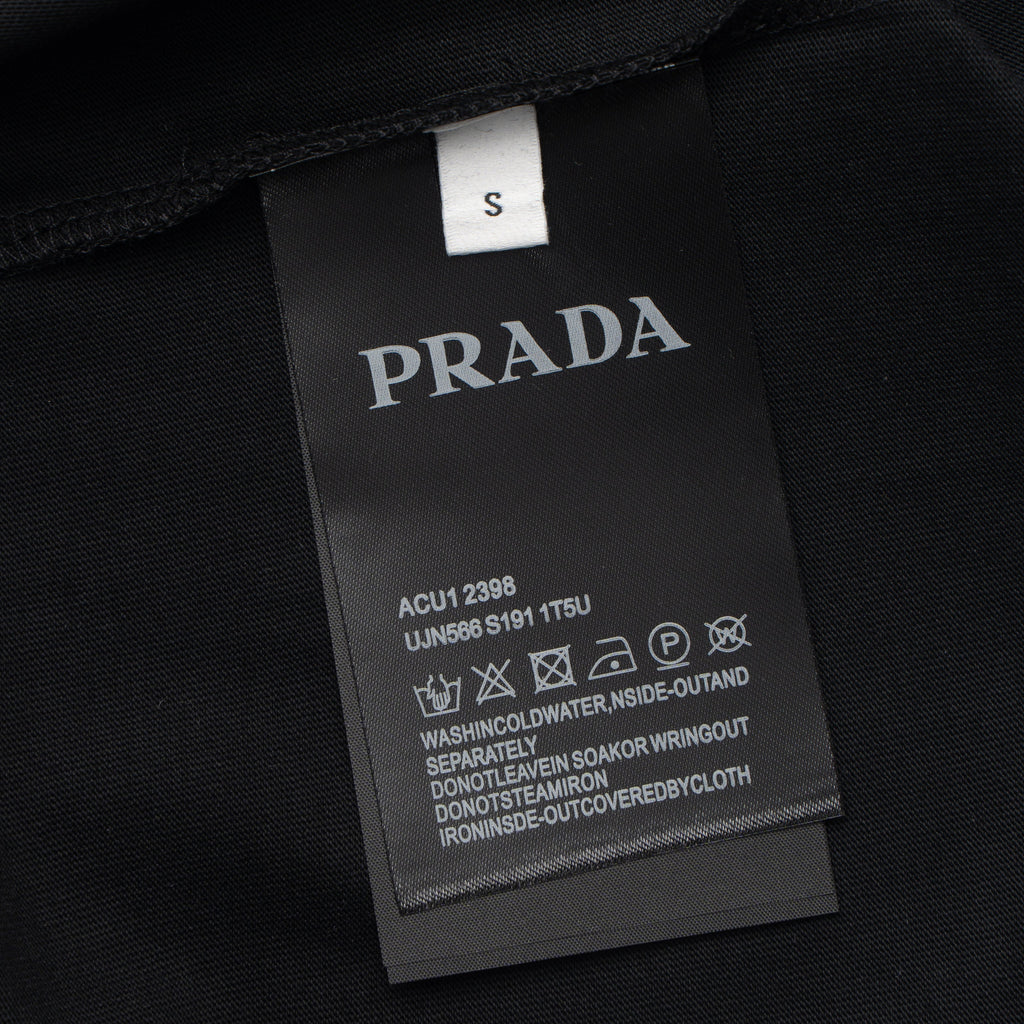 S
PRADA
ACU1 2398
UJN566 S191 1T5U
P W
WASHINCOLDWATER,NSIDE-OUTAND
SEPARATELY
DONOTLEAVEIN SOAKOR WRINGOUT
DONOTSTEAMIRON
IRONINSDE-OUTCOVEREDBYCLOTH